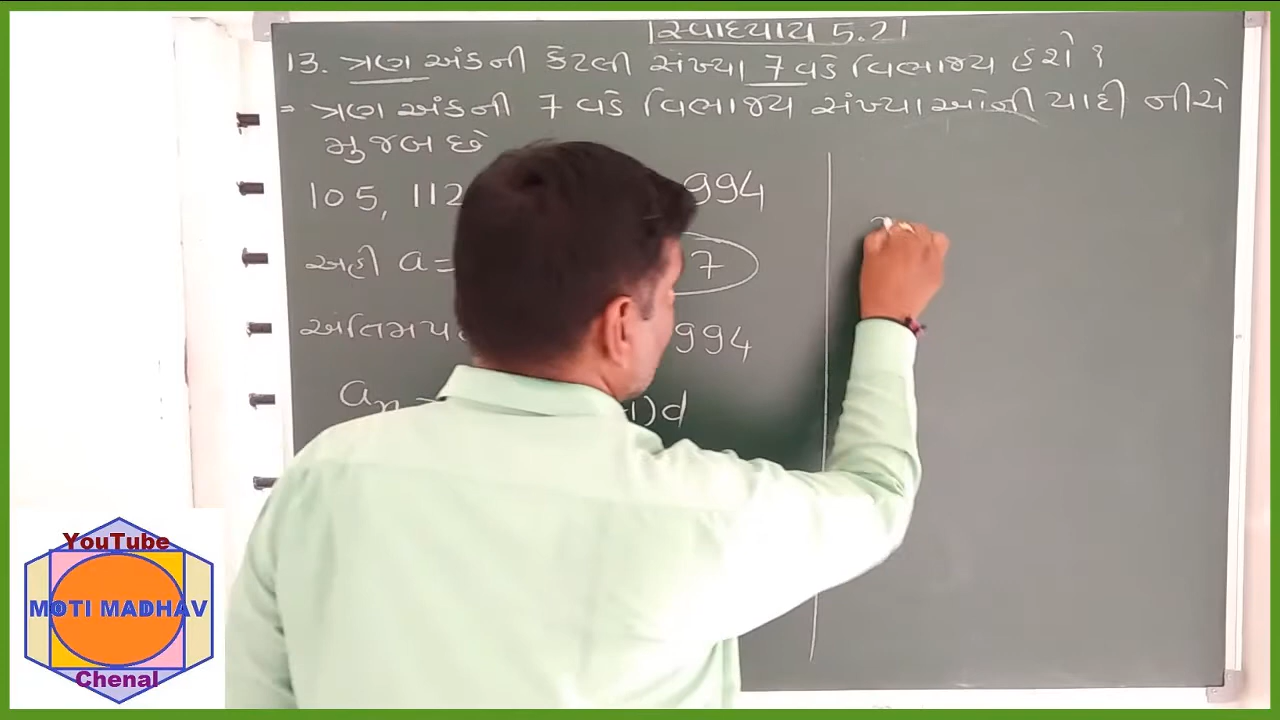 સ્વાધ્યાય 5.2
13. ત્રણ અંકની કેટલી સંખ્યા 7 વડે વિભાજ્ય હશે ?
= ત્રણ અંકની 7 વડે વિભાજ્ય સંખ્યાઓની યાદી નીચે
મુજબ છે
105, 112 994
અહી a = 7
અંતિમ 994
an 1)d
YouTube
MOTI MADHAV
Chenal